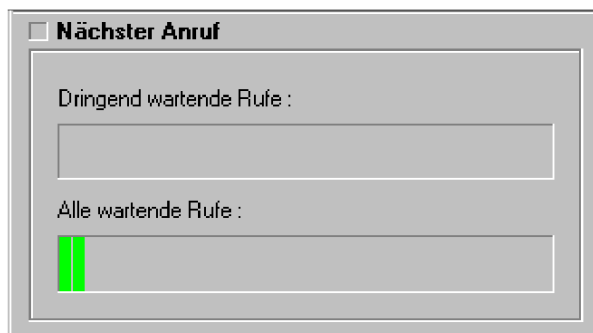 Nächster Anruf
Dringend wartende Rufe :
Alle wartende Rufe :